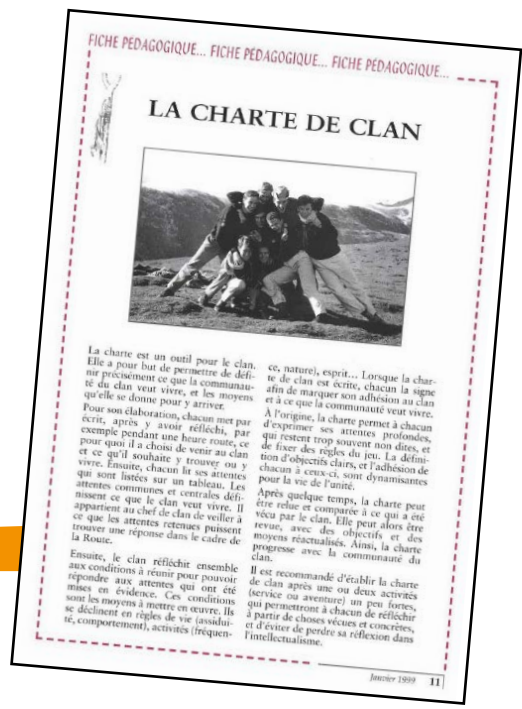 FICHE PÉDAGOGIQUE... FICHE PÉDAGOGIQUE... FICHE PÉDAGOGIQUE...
LA CHARTE DE CLAN
La charte est un outil pour le clan.
Elle a pour but de permettre de défi-
nir précisément ce que la communau-
té du clan veut vivre, et les moyens
qu'elle se donne pour y arriver.
Pour son élaboration, chacun met par
écrit, après y avoir réfléchi, par
exemple pendant une heure route, ce
pour quoi il a choisi de venir au clan
et ce qu'il souhaite y trouver ou y
vivre. Ensuite, chacun lit ses attentes
qui sont listées sur un tableau. Les
attentes communes et centrales défi-
nissent ce que le clan veut vivre. Il
appartient au chef de clan de veiller à
ce que les attentes retenues puissent
trouver une réponse dans le cadre de
la Route.
Ensuite, le clan réfléchit ensemble
aux conditions à réunir pour pouvoir
répondre aux attentes qui ont été
mises en évidence. Ces conditions
sont les moyens à mettre en œuvre. Ils
se déclinent en règles de vie (assidui-
té, comportement), activités (fréquen-
ce, nature), esprit... Lorsque la char-
te de clan est écrite, chacun la signe
afin de marquer son adhésion au clan
et à ce que la communauté veut vivre.
À l'origine, la charte permet à chacun
d'exprimer ses attentes profondes,
qui restent trop souvent non dites, et
de fixer des règles du jeu. La défini-
tion d'objectifs clairs, et l'adhésion de
chacun à ceux-ci, sont dynamisantes
pour la vie de l'unité.
Après quelque temps, la charte peut
être relue et comparée à ce qui a été
vécu par le clan. Elle peut alors être
revue, avec des objectifs et des
moyens réactualisés. Ainsi, la charte
progresse avec la communauté du
clan.
Il est recommandé d'établir la charte
de clan après une ou deux activités
(service ou aventure) un peu fortes,
qui permettront à chacun de réfléchir
à partir de choses vécues et concrètes,
et d'éviter de perdre sa réflexion dans
l'intellectualisme.
Janvier 1999 11